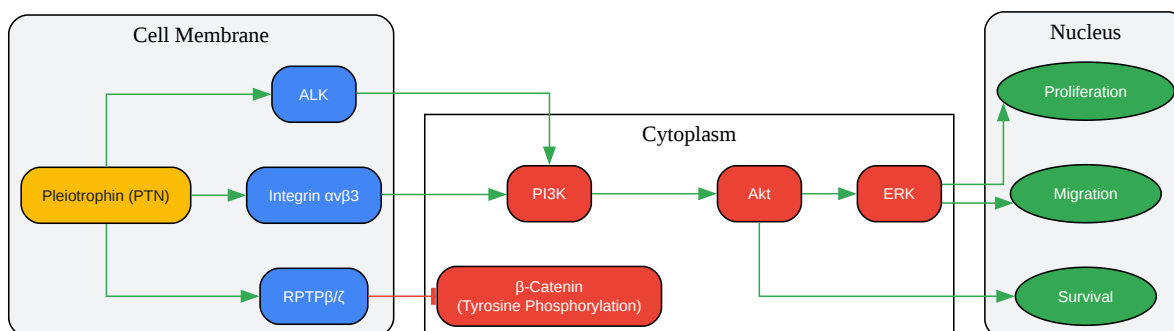 Cell Membrane
Nucleus
ALK
Proliferation
Cytoplasm
Pleiotrophin (PTN)
Integrin αvβ3
PI3K
Akt
ERK
Migration
RPTPβ/ζ
β-Catenin
(Tyrosine Phosphorylation)
Survival